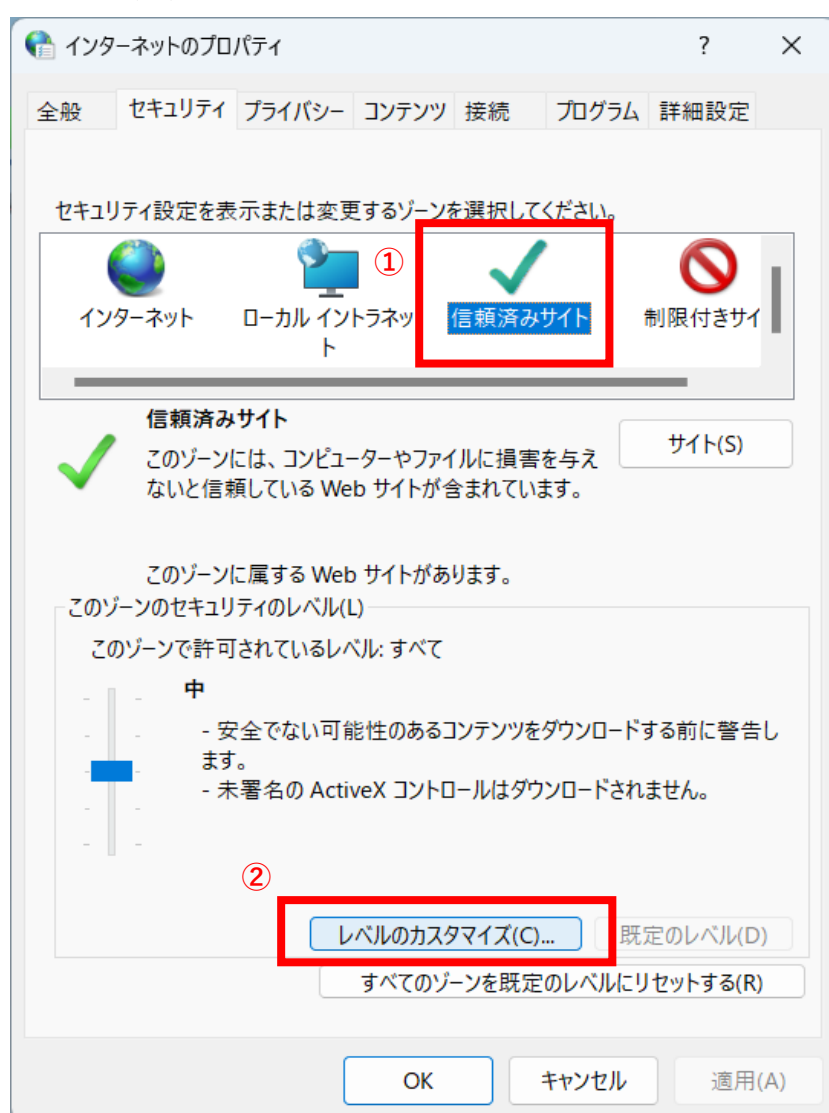 インターネットのプロパティ
?
全般 セキュリティ プライバシー コンテンツ 接続 プログラム 詳細設定
セキュリティ設定を表示または変更するゾーンを選択してください。
①
インターネット
ローカル イントラネッ
ト
信頼済みサイト
制限付きサイ
信頼済みサイト
このゾーンには、コンピューターやファイルに損害を与え
ないと信頼している Web サイトが含まれています。
サイト(S)
このゾーンに属する Web サイトがあります。
このゾーンのセキュリティのレベル(L)
このゾーンで許可されているレベル: すべて
中
- 安全でない可能性のあるコンテンツをダウンロードする前に警告し
ます。
- 未署名の ActiveX コントロールはダウンロードされません。
②
レベルのカスタマイズ(C)... 既定のレベル(D)
すべてのゾーンを既定のレベルにリセットする(R)
OK キャンセル 適用(A)